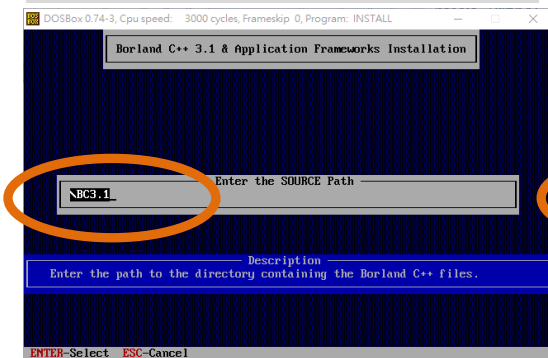 DOSBox 0.74-3, Cpu speed: 3000 cycles, Frameskip 0, Program: INSTALL
Borland C++ 3.1 & Application Frameworks Installation
Enter the SOURCE Path
\BC3.1_
Description
Enter the path to the directory containing the Borland C++ files.
ENTER-Select ESC-Cancel